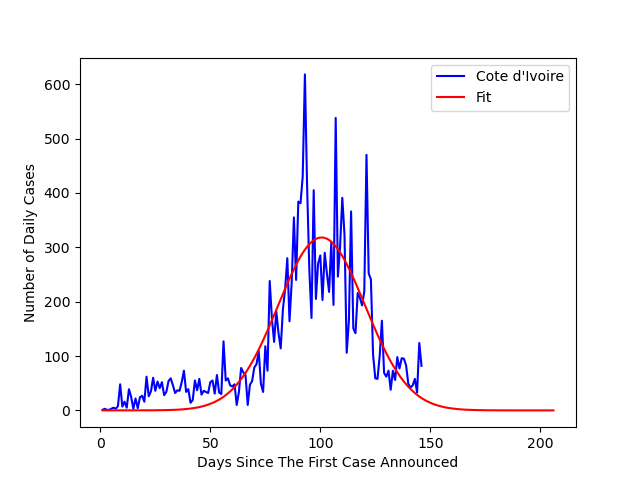 Cote d'Ivoire
Fit
600
500
400
300
200
100
0
Number of Daily Cases
0 50 100 150 200
Days Since The First Case Announced